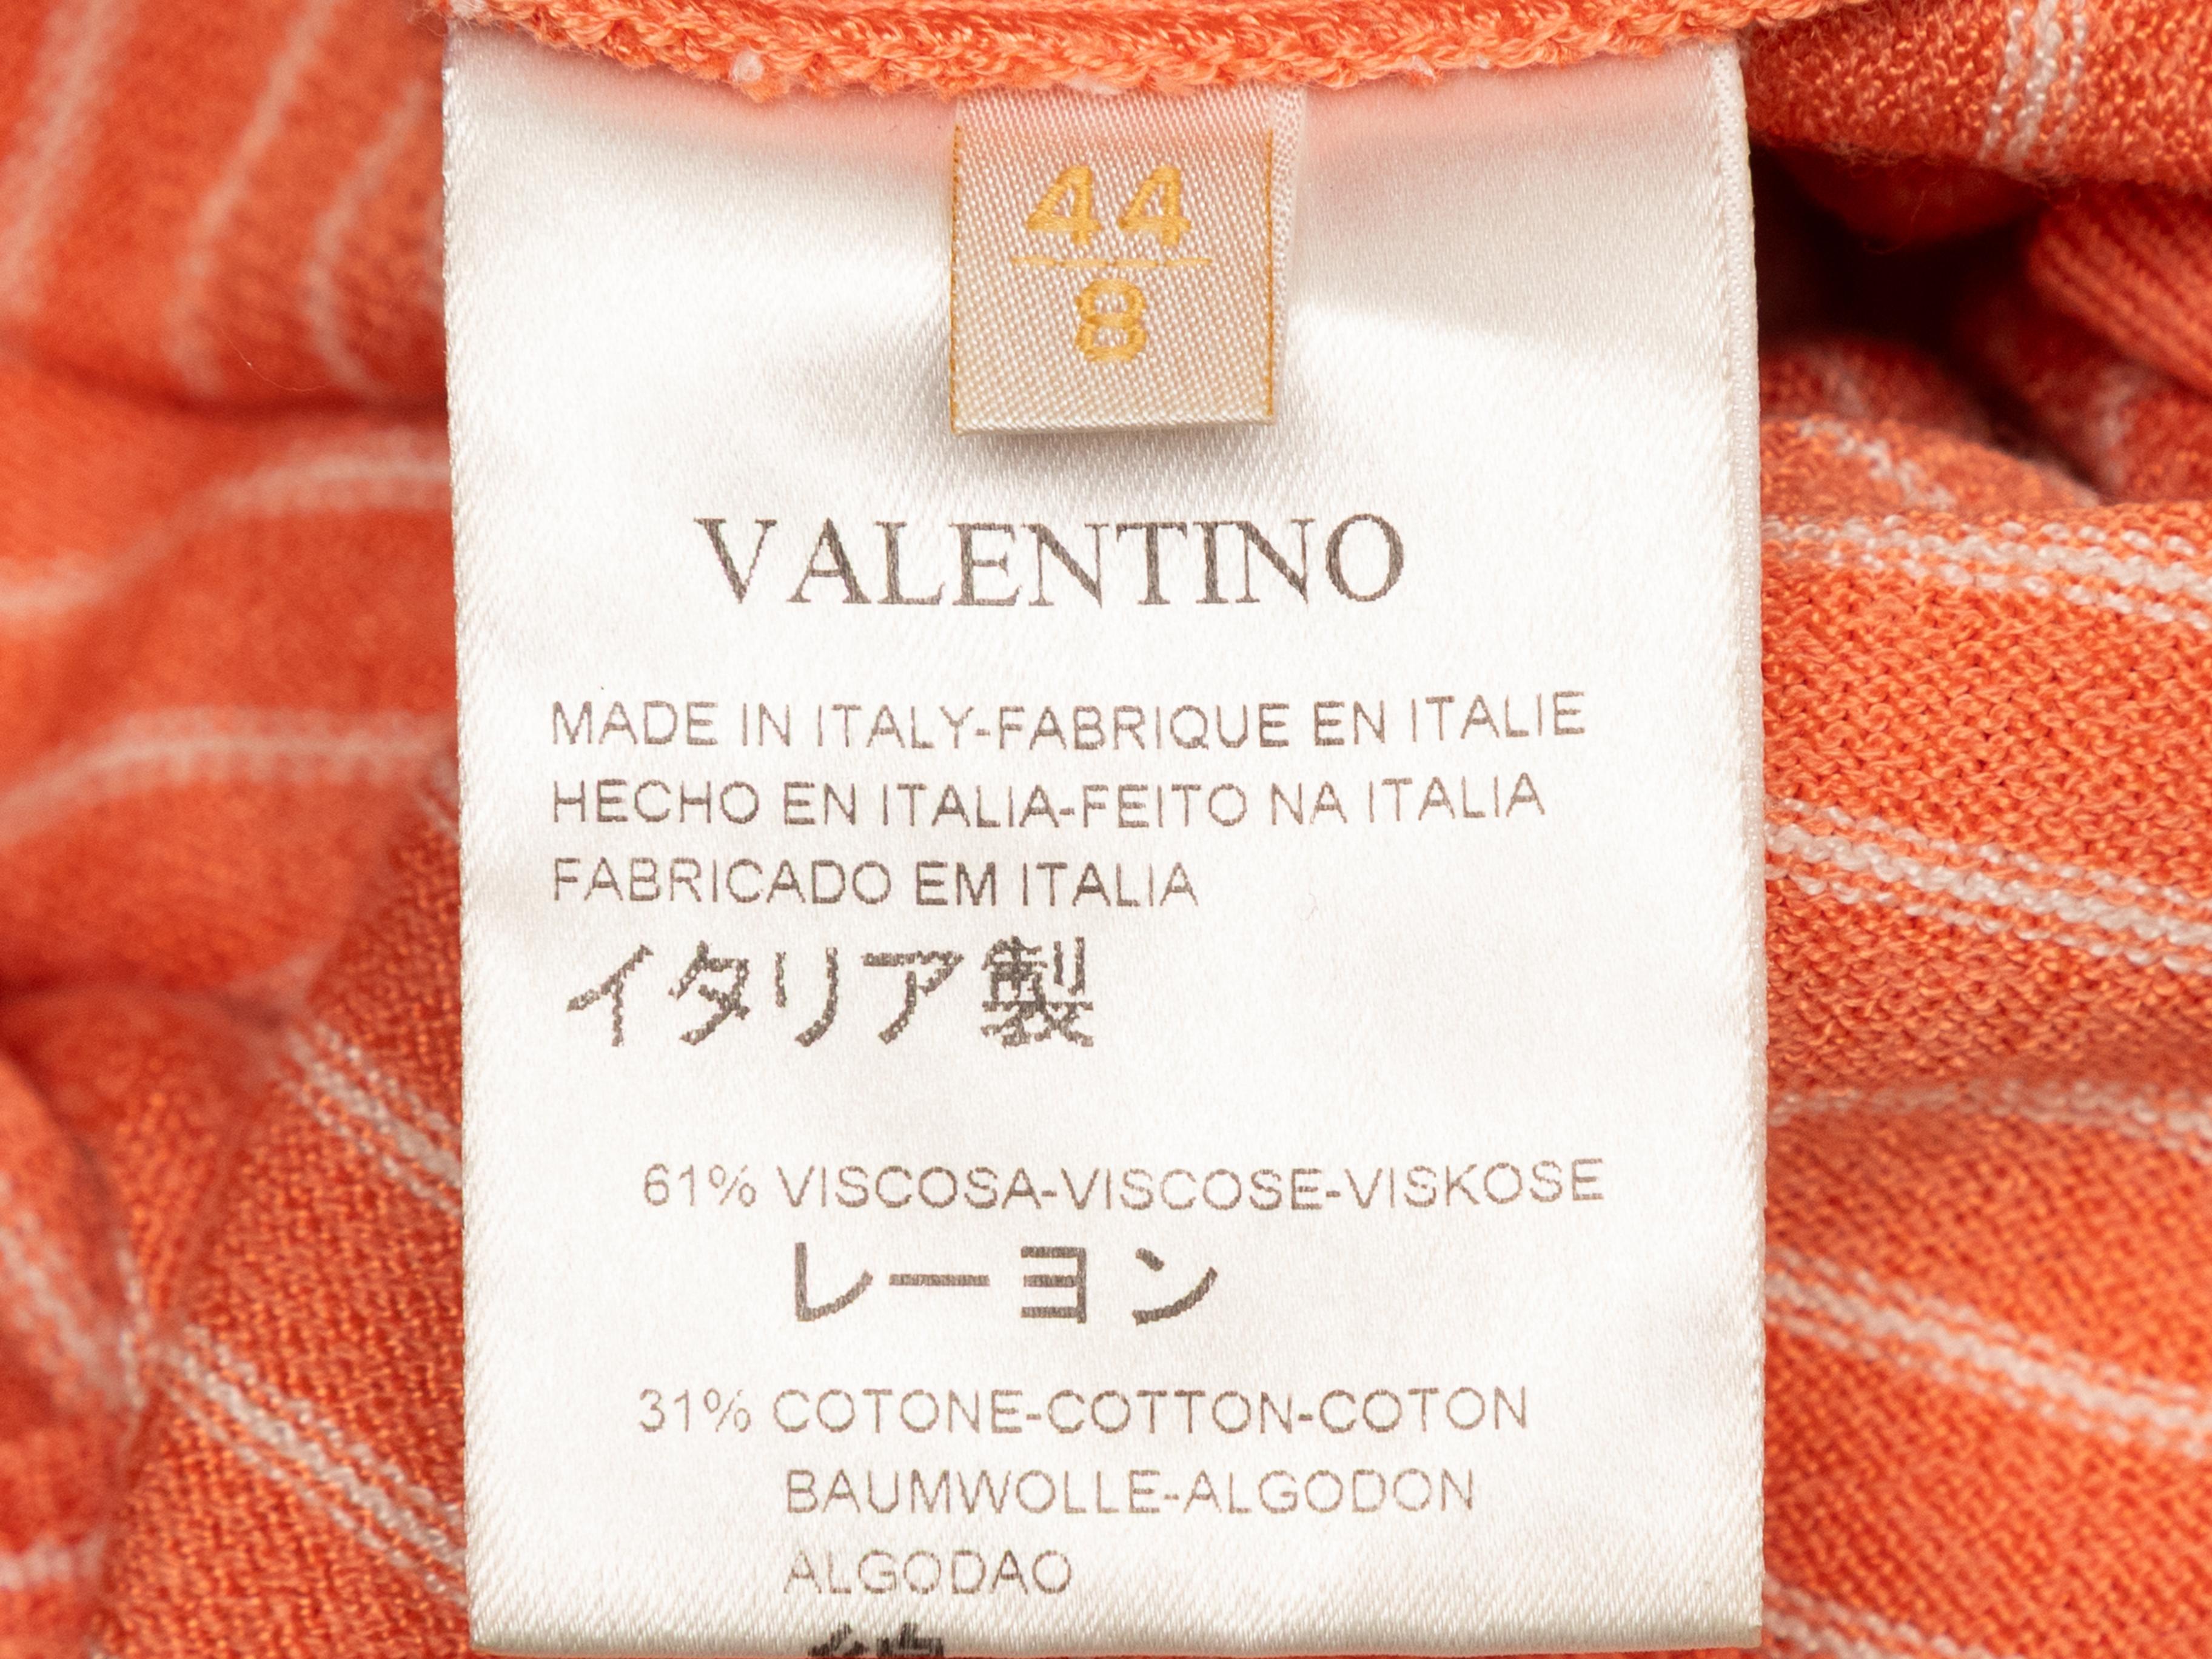 44
8
VALENTINO
MADE IN ITALY-FABRIQUE EN ITALIE
HECHO EN ITALIA-FEITO NA ITALIA
FABRICADO EM ITALIA
イタリア製
61% VISCOSA-VISCOSE-VISKOSE
レーヨン
31% COTONE-COTTON-COTON
BAUMWOLLE-ALGODON
ALGODAO